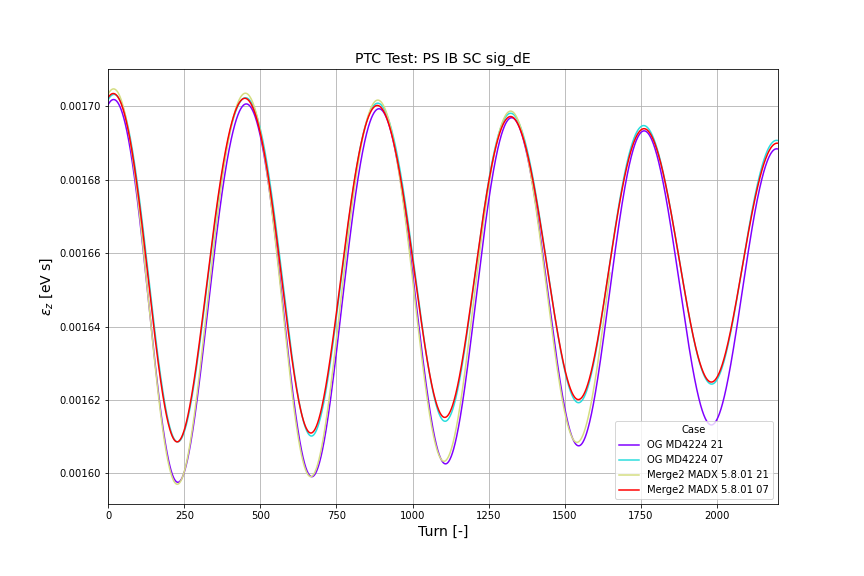 PTC Test: PS IB SC sig_dE
ε_z [eV s]
0.00170
0.00168
0.00166
0.00164
0.00162
0.00160
0 250 500 750 1000 1250 1500 1750 2000
Turn [-]
Case
OG MD4224 21
OG MD4224 07
Merge2 MADX 5.8.01 21
Merge2 MADX 5.8.01 07